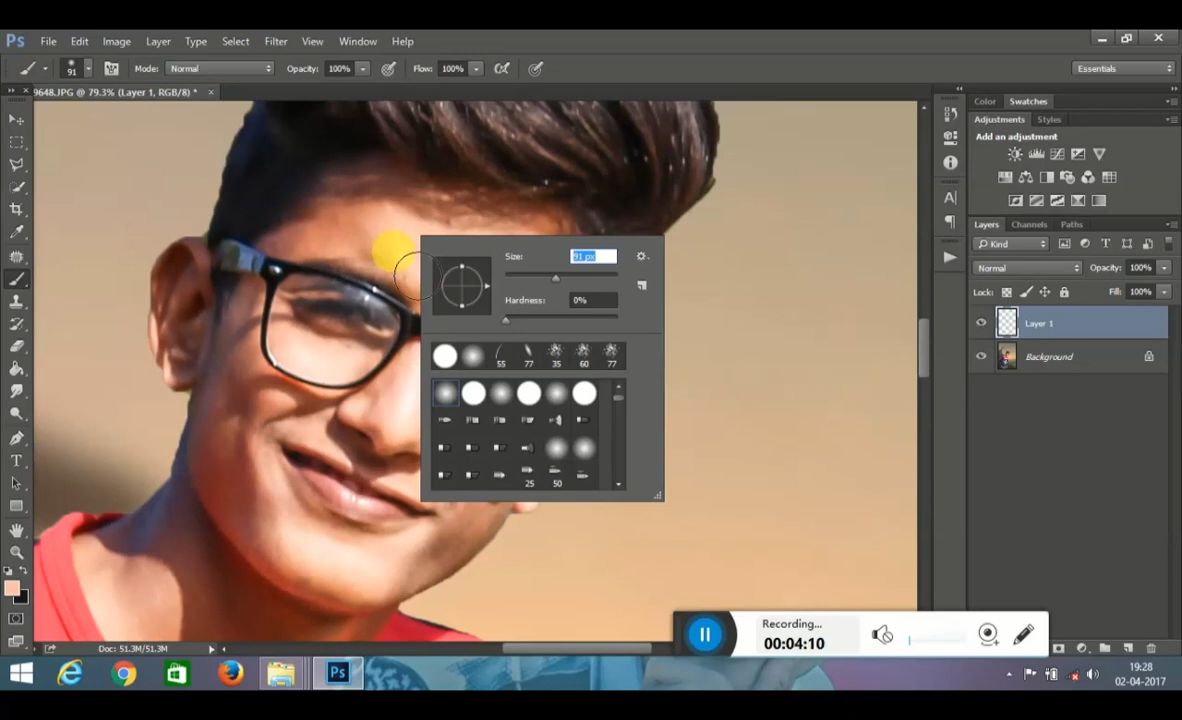 Ps File Edit Image Layer Type Select Filter View Window Help
91 Mode: Normal Opacity: 100% Flow: 100% Essentials
9648.JPG @ 79.3% (Layer 1, RGB/8) *
Color Swatches
Adjustments Styles
Add an adjustment
Layers Channels Paths
Kind
Normal Opacity: 100%
Lock: Fill: 100%
Layer 1
Background
Size: 91 px
Hardness: 0%
55 77 35 60 77
25 50
Recording...
00:04:10
Doc: 51.3M/51.3M
Ps
19:28
02-04-2017